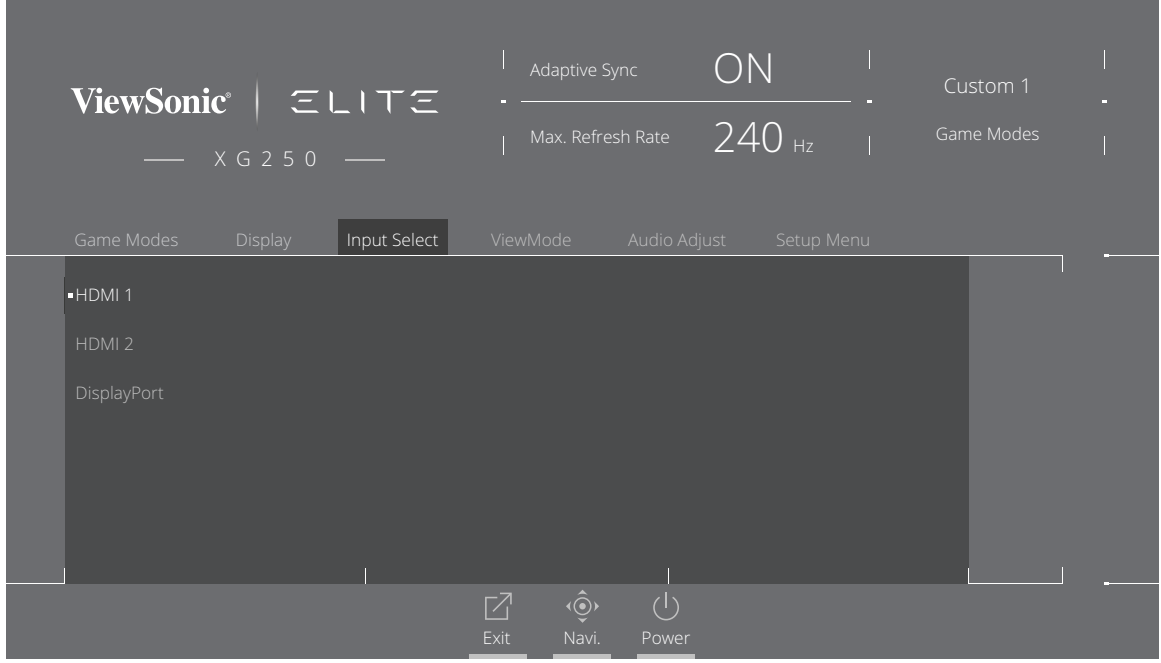 ViewSonic® ELITE
XG250
Adaptive Sync ON
Max. Refresh Rate 240 Hz
Custom 1
Game Modes
Game Modes Display Input Select ViewMode Audio Adjust Setup Menu
HDMI 1
HDMI 2
DisplayPort
Exit Navi. Power